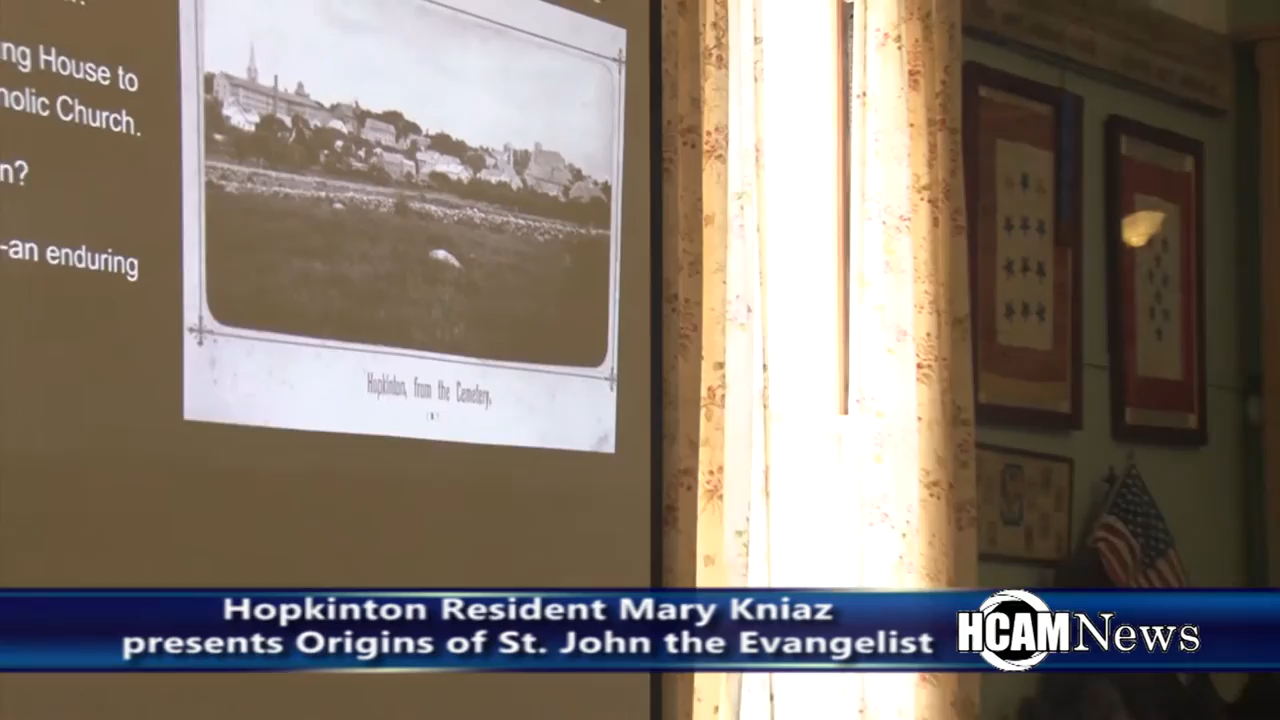 ng House to
holic Church.
n?
-an enduring
Hopkinton, from the Cemetery.
Hopkinton Resident Mary Kniaz
presents Origins of St. John the Evangelist
HCAM News